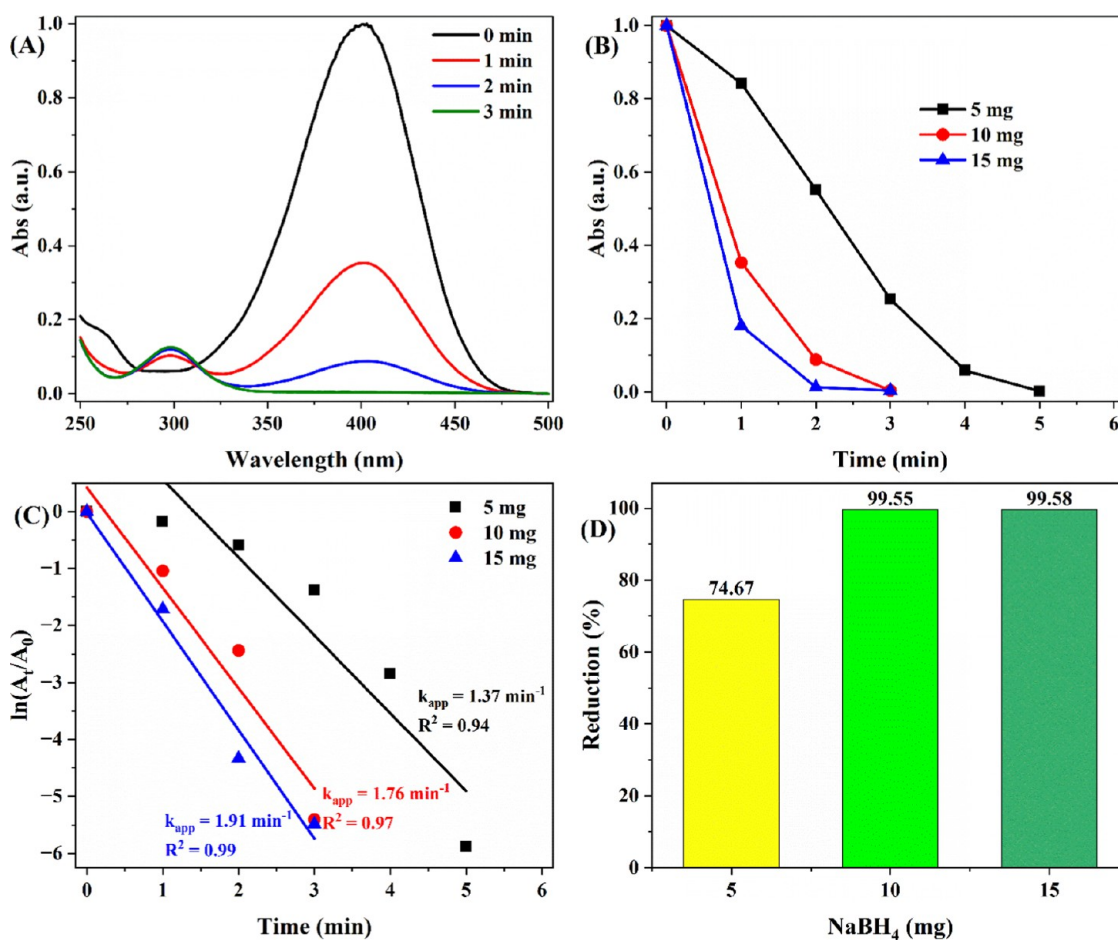 (A)
0 min
1 min
2 min
3 min
Abs (a.u.)
1.0
0.8
0.6
0.4
0.2
0.0
250
300
350
400
450
500
Wavelength (nm)
(B)
5 mg
10 mg
15 mg
Abs (a.u.)
1.0
0.8
0.6
0.4
0.2
0.0
0
1
2
3
4
5
6
Time (min)
(C)
5 mg
10 mg
15 mg
ln(At/A0)
0
−1
−2
−3
−4
−5
−6
kapp = 1.37 min-1
R2 = 0.94
kapp = 1.76 min-1
R2 = 0.97
kapp = 1.91 min-1
R2 = 0.99
0
1
2
3
4
5
6
Time (min)
(D)
74.67
99.55
99.58
Reduction (%)
100
80
60
40
20
0
5
10
15
NaBH4 (mg)